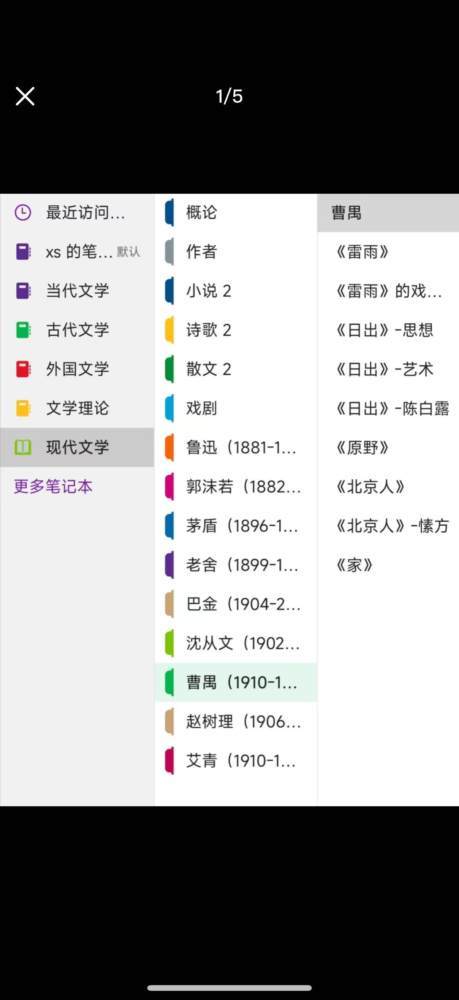 1/5
最近访问...
xs 的笔... 默认
当代文学
古代文学
外国文学
文学理论
现代文学
更多笔记本
概论
作者
小说 2
诗歌 2
散文 2
戏剧
鲁迅（1881-1...
郭沫若（1882...
茅盾（1896-1...
老舍（1899-1...
巴金（1904-2...
沈从文（1902...
曹禺（1910-1...
赵树理（1906...
艾青（1910-1...
曹禺
《雷雨》
《雷雨》的戏...
《日出》-思想
《日出》-艺术
《日出》-陈白露
《原野》
《北京人》
《北京人》-愫方
《家》